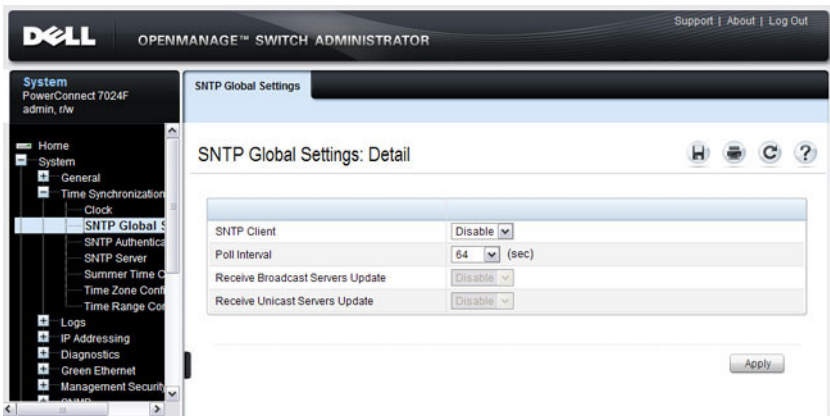 Support | About | Log Out
DELL OPENMANAGE™ SWITCH ADMINISTRATOR
System
PowerConnect 7024F
admin, r/w
Home
System
General
Time Synchronization
Clock
SNTP Global S
SNTP Authentica
SNTP Server
Summer Time C
Time Zone Confi
Time Range Con
Logs
IP Addressing
Diagnostics
Green Ethernet
Management Security
SNTP Global Settings
SNTP Global Settings: Detail
SNTP Client Disable
Poll Interval 64 (sec)
Receive Broadcast Servers Update Disable
Receive Unicast Servers Update Disable
Apply